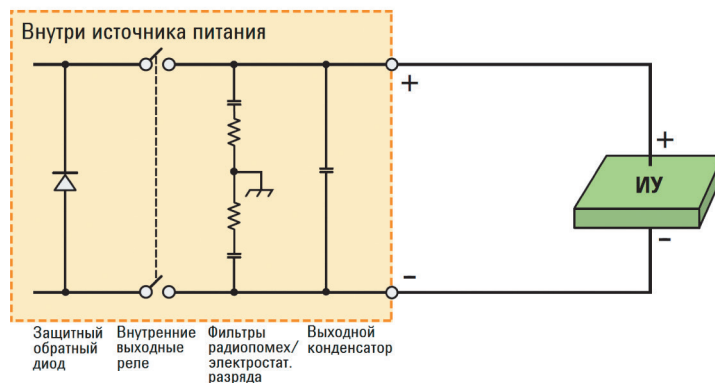 Внутри источника питания
+
+
ИУ
−
−
Защитный
обратный
диод
Внутренние
выходные
реле
Фильтры
радиопомех/
электростат.
разряда
Выходной
конденсатор